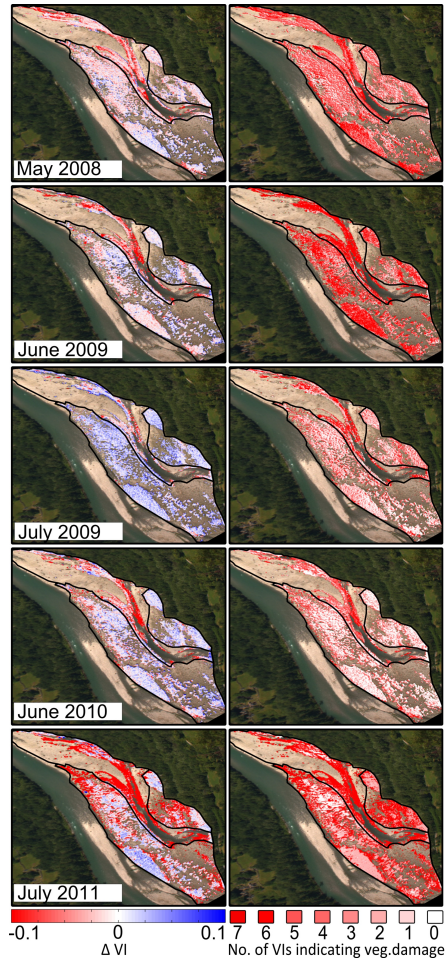 May 2008
June 2009
July 2009
June 2010
July 2011
-0.1 0 0.1 7 6 5 4 3 2 1 0
Δ VI No. of VIs indicating veg.damage